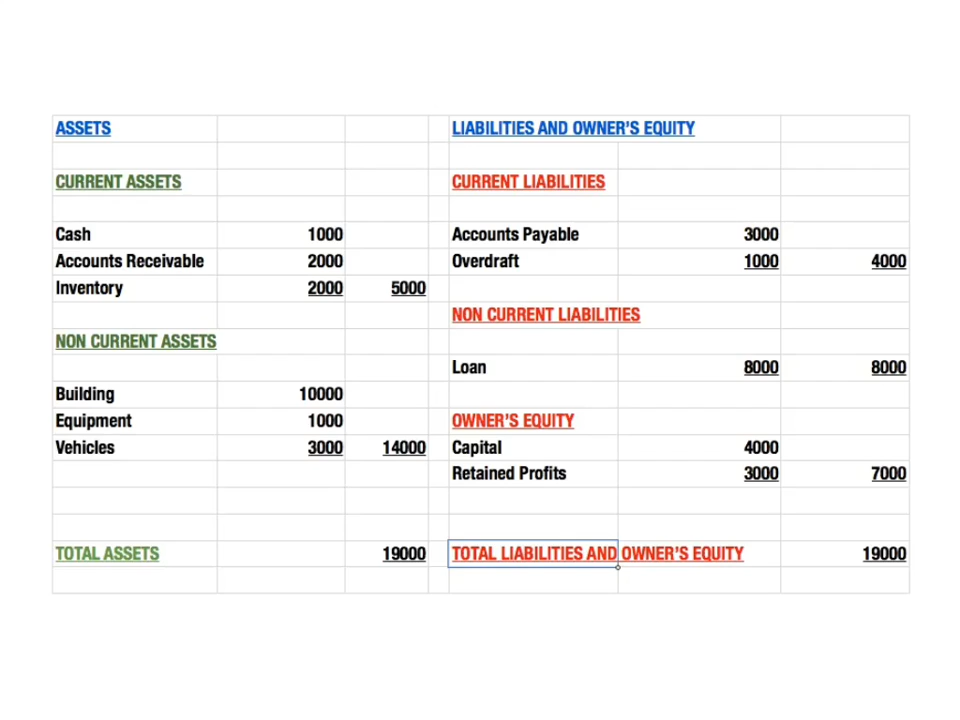 ASSETS LIABILITIES AND OWNER'S EQUITY
CURRENT ASSETS CURRENT LIABILITIES
Cash 1000 Accounts Payable 3000
Accounts Receivable 2000 Overdraft 1000 4000
Inventory 2000 5000
NON CURRENT LIABILITIES
NON CURRENT ASSETS
Loan 8000 8000
Building 10000
Equipment 1000 OWNER'S EQUITY
Vehicles 3000 14000 Capital 4000
Retained Profits 3000 7000
TOTAL ASSETS 19000 TOTAL LIABILITIES AND OWNER'S EQUITY 19000